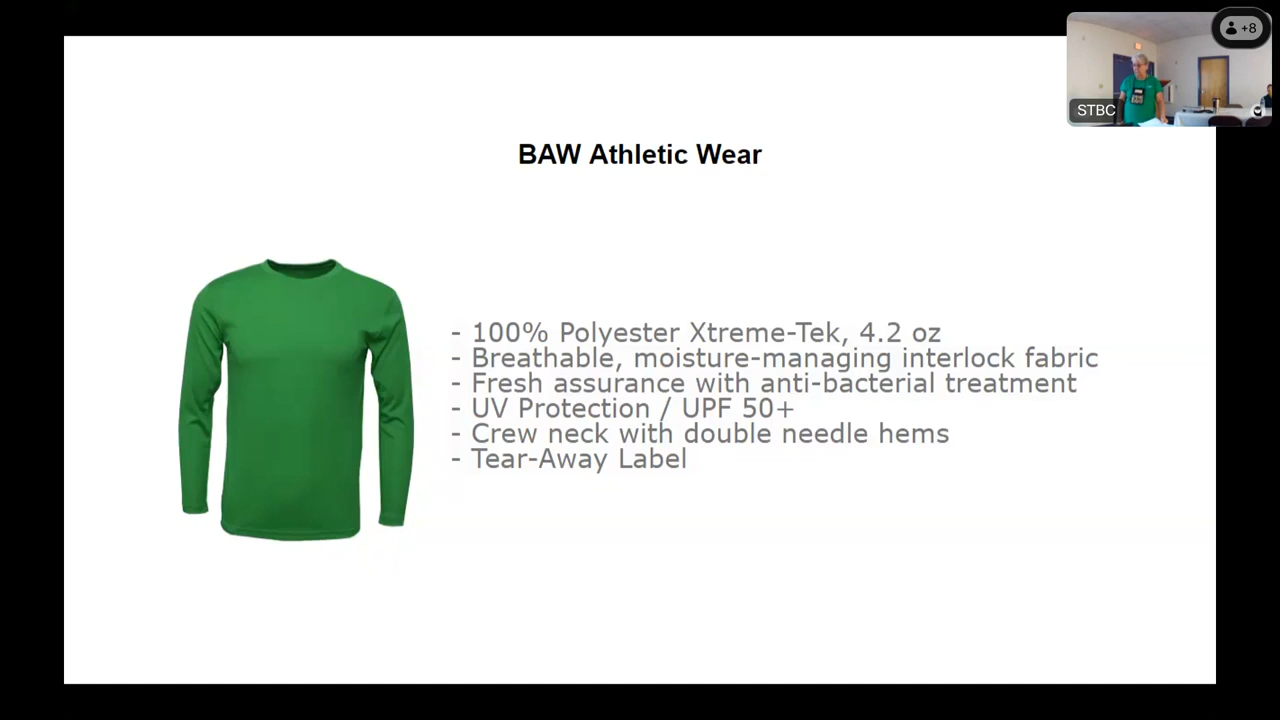 +8
STBC
BAW Athletic Wear
- 100% Polyester Xtreme-Tek, 4.2 oz
- Breathable, moisture-managing interlock fabric
- Fresh assurance with anti-bacterial treatment
- UV Protection / UPF 50+
- Crew neck with double needle hems
- Tear-Away Label